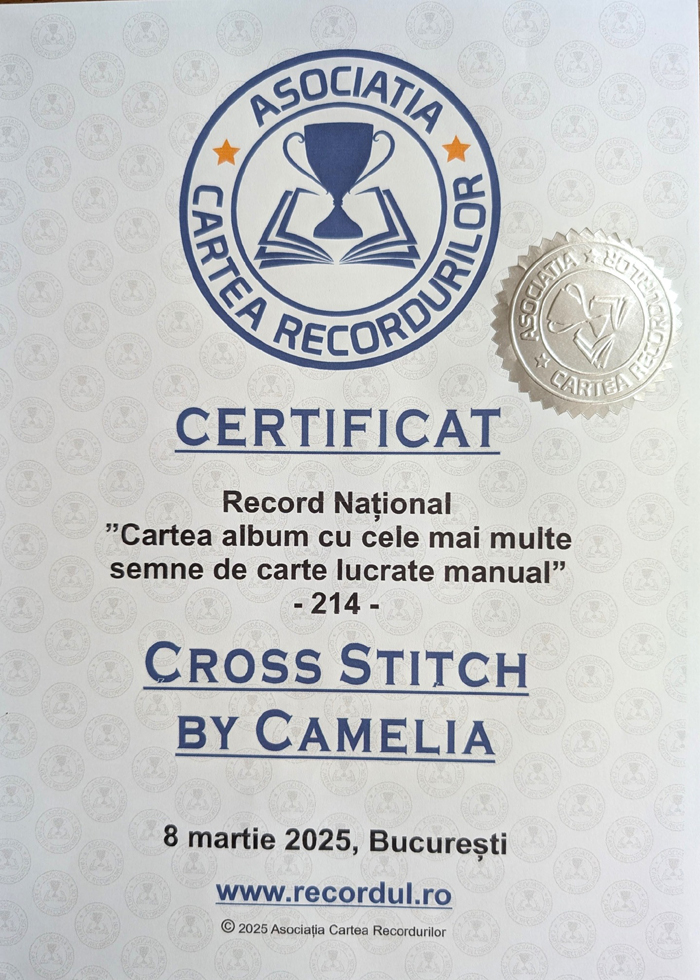 ASOCIATIA
CARTEA RECORDURILOR
ASOCIATIA
CARTEA RECORDURILOR
CERTIFICAT
Record Național
”Cartea album cu cele mai multe
semne de carte lucrate manual”
- 214 -
CROSS STITCH
BY CAMELIA
8 martie 2025, București
www.recordul.ro
© 2025 Asociația Cartea Recordurilor